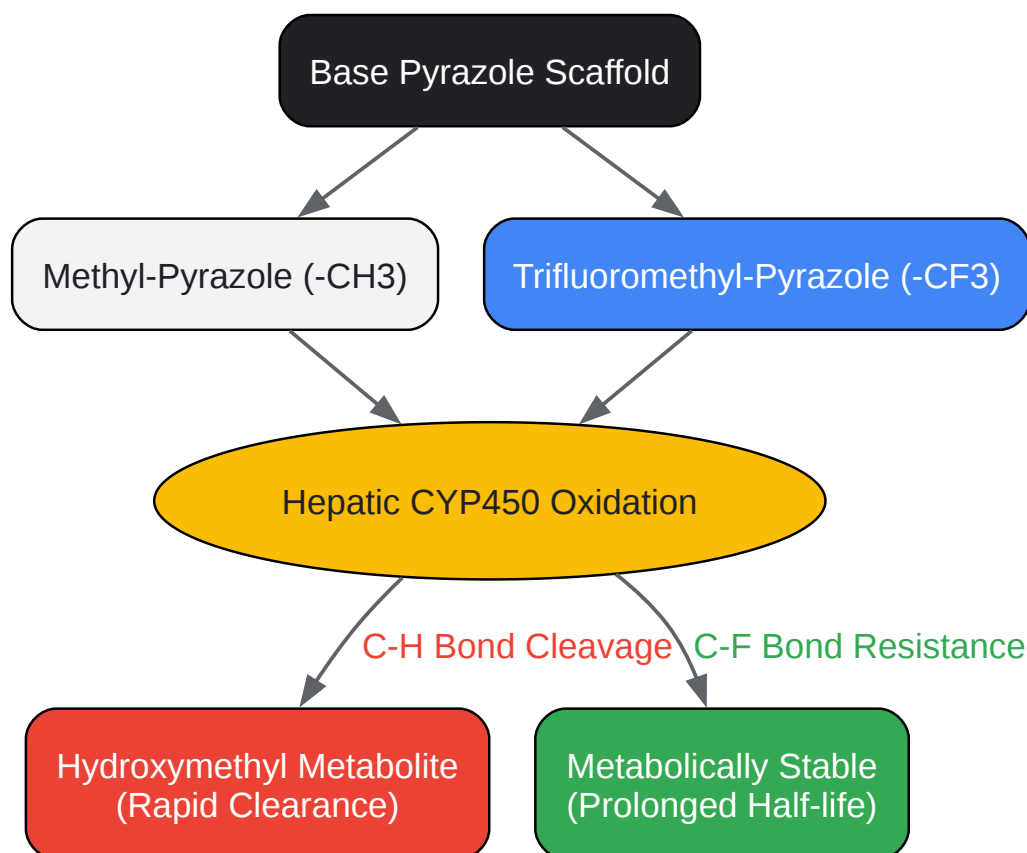 Base Pyrazole Scaffold
Methyl-Pyrazole (-CH3)
Trifluoromethyl-Pyrazole (-CF3)
Hepatic CYP450 Oxidation
C-H Bond Cleavage
C-F Bond Resistance
Hydroxymethyl Metabolite
(Rapid Clearance)
Metabolically Stable
(Prolonged Half-life)